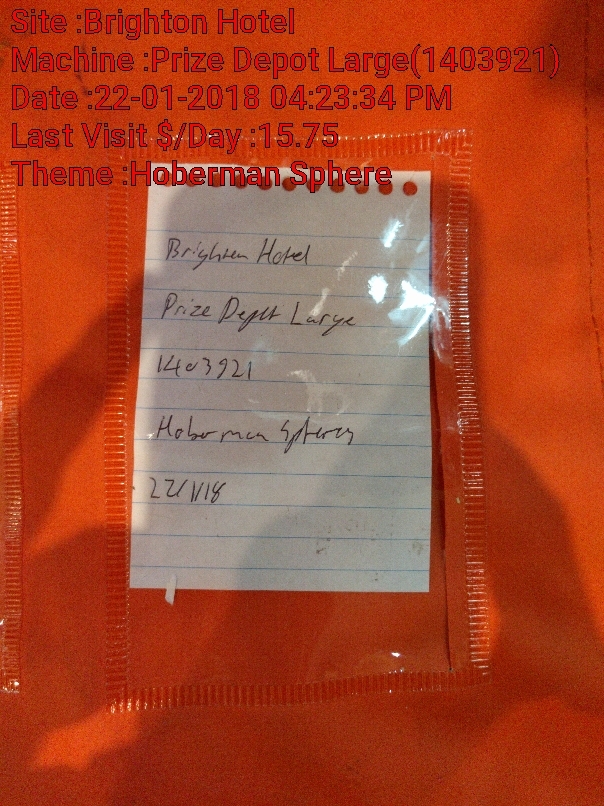 Site :Brighton Hotel
Machine :Prize Depot Large(1403921)
Date :22-01-2018 04:23:34 PM
Last Visit $/Day :15.75
Theme :Hoberman Sphere
Brighton Hotel
Prize Depot Large
1403921
Hoberman Spheres
22/1/18